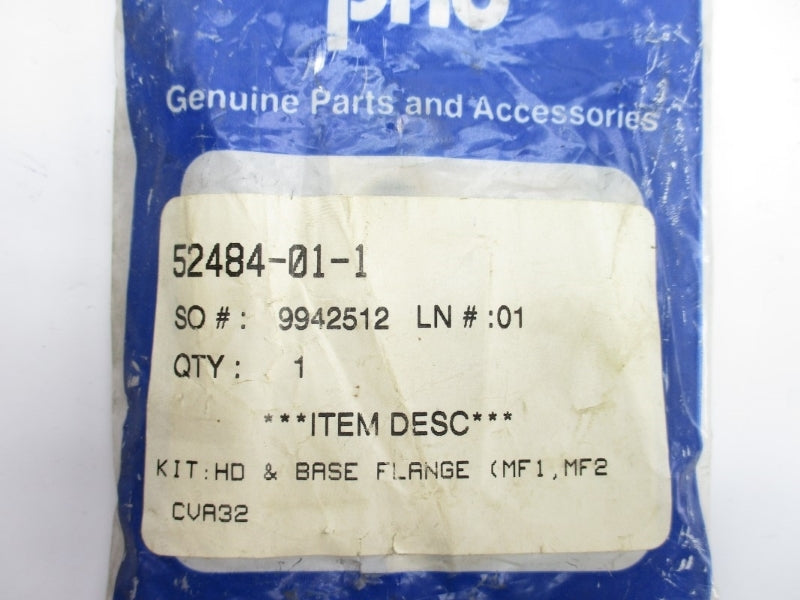 phd
Genuine Parts and Accessories
52484-01-1
SO #: 9942512 LN #:01
QTY: 1
***ITEM DESC***
KIT:HD & BASE FLANGE (MF1,MF2
CVA32